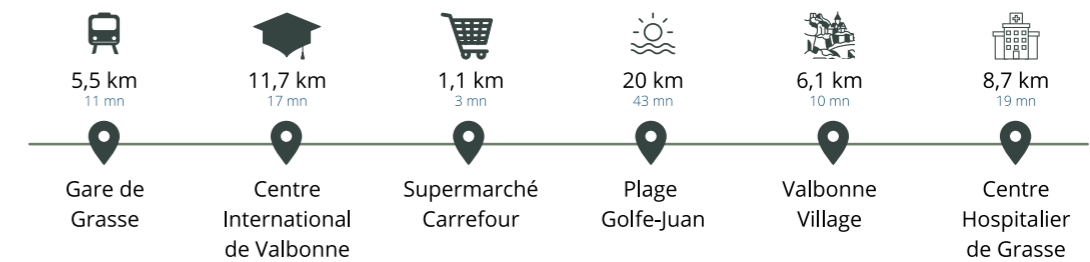 5,5 km
11 mn
Gare de
Grasse
11,7 km
17 mn
Centre
International
de Valbonne
1,1 km
3 mn
Supermarché
Carrefour
20 km
43 mn
Plage
Golfe-Juan
6,1 km
10 mn
Valbonne
Village
8,7 km
19 mn
Centre
Hospitalier
de Grasse